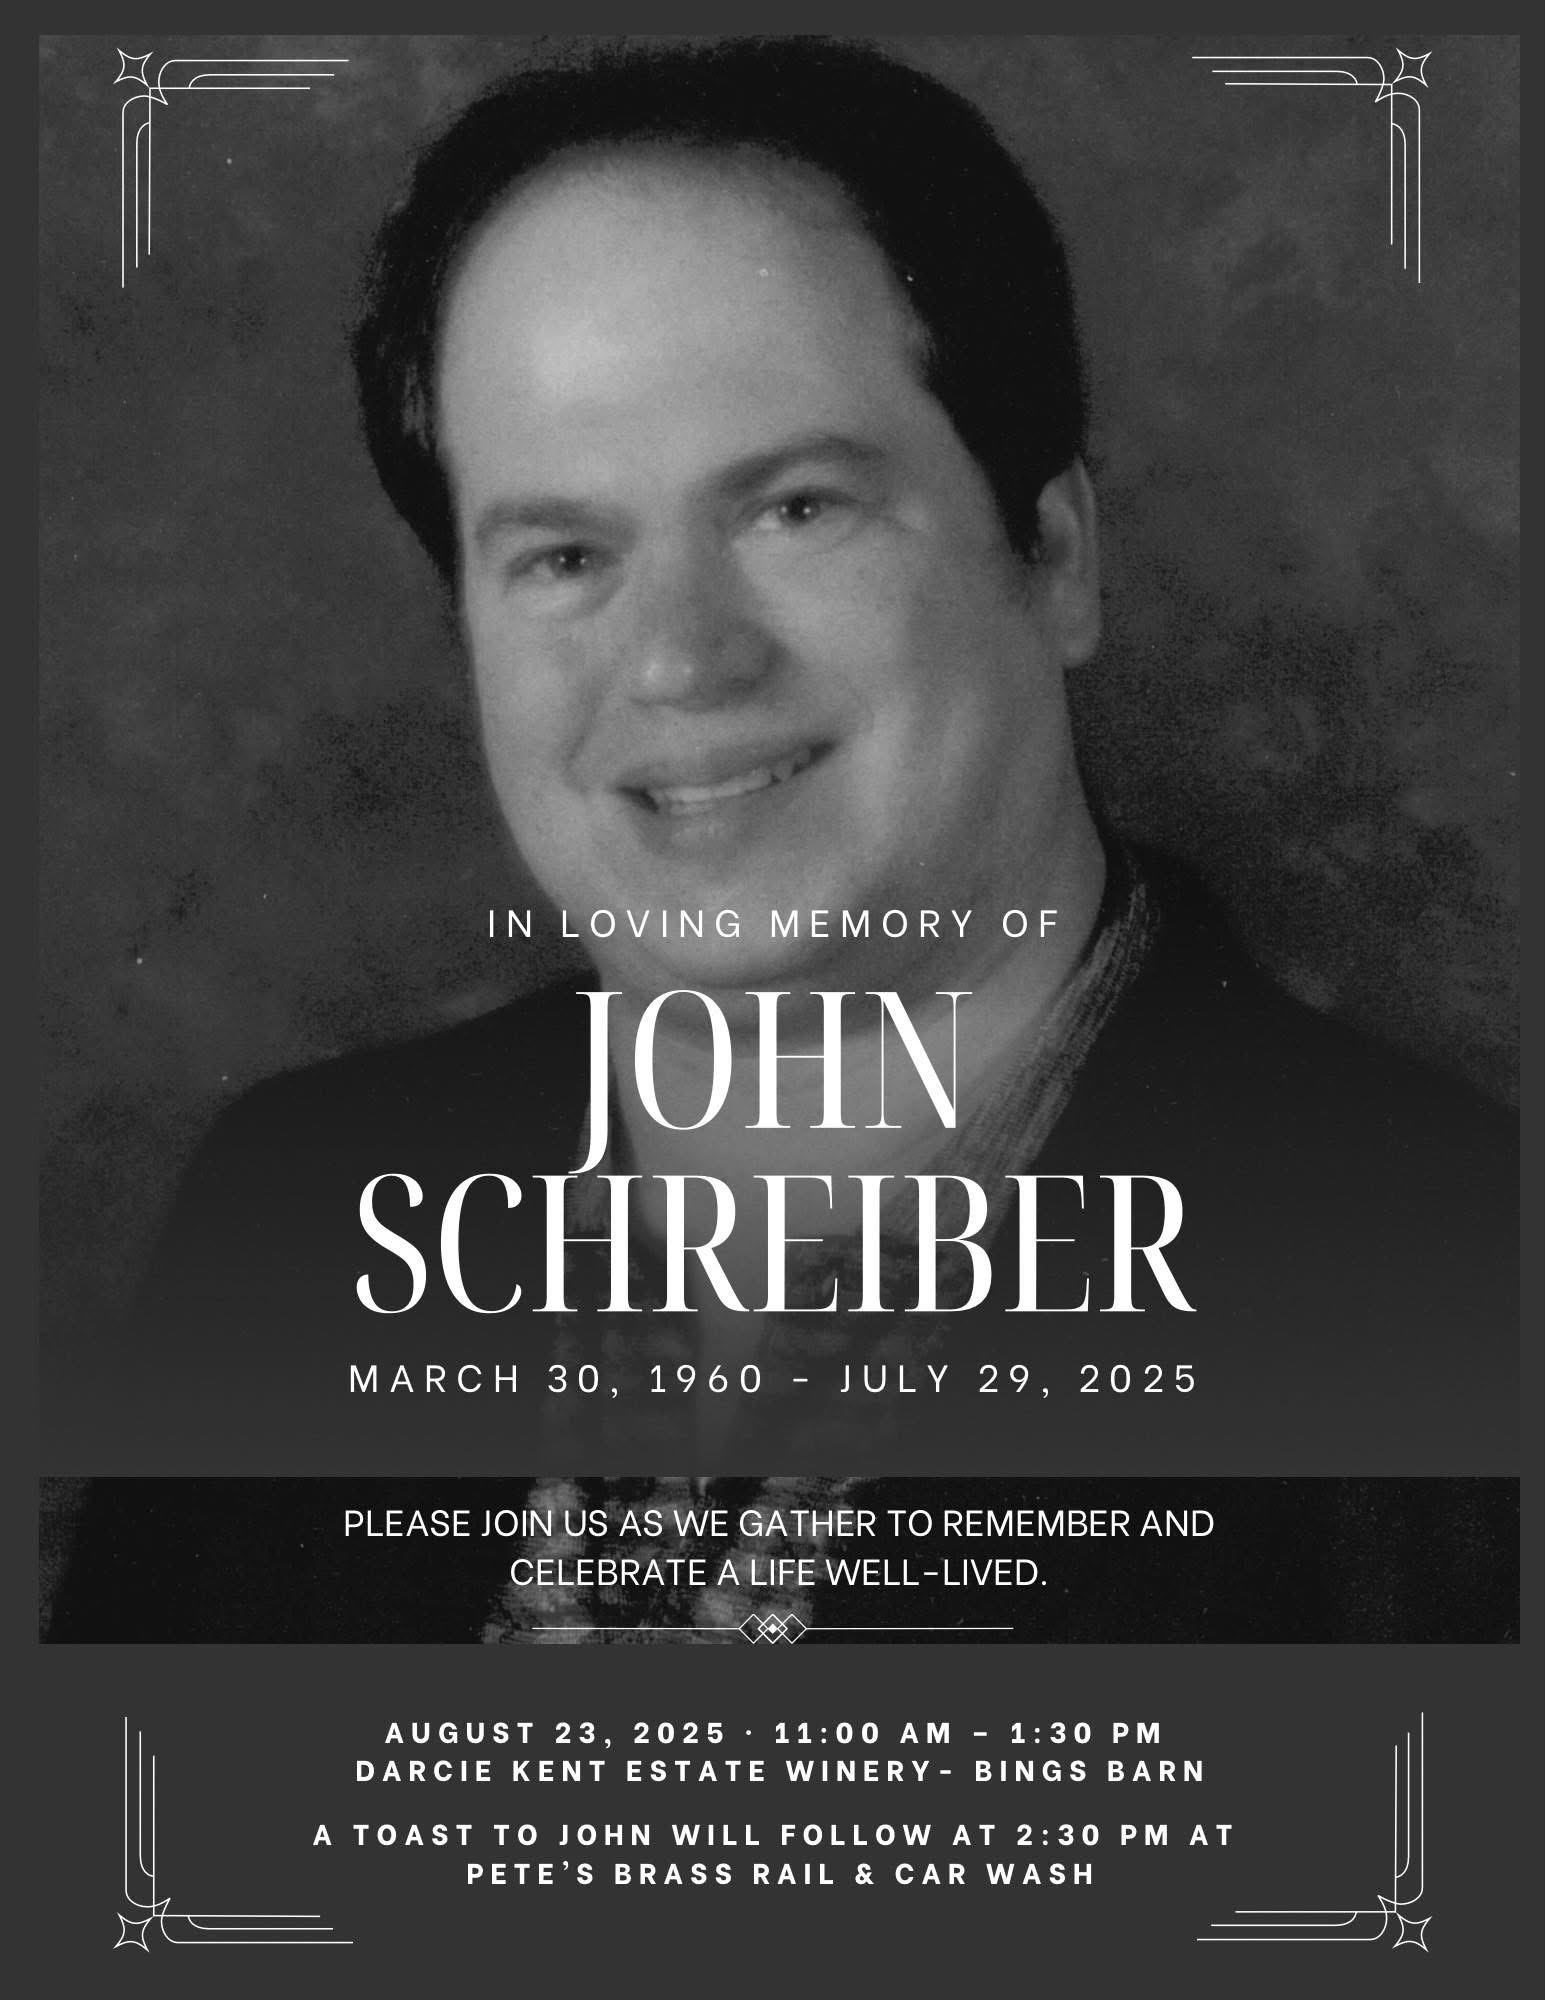 IN LOVING MEMORY OF
JOHN
SCHREIBER
MARCH 30, 1960 - JULY 29, 2025
PLEASE JOIN US AS WE GATHER TO REMEMBER AND
CELEBRATE A LIFE WELL-LIVED.
AUGUST 23, 2025 · 11:00 AM – 1:30 PM
DARCIE KENT ESTATE WINERY- BINGS BARN
A TOAST TO JOHN WILL FOLLOW AT 2:30 PM AT
PETE’S BRASS RAIL & CAR WASH